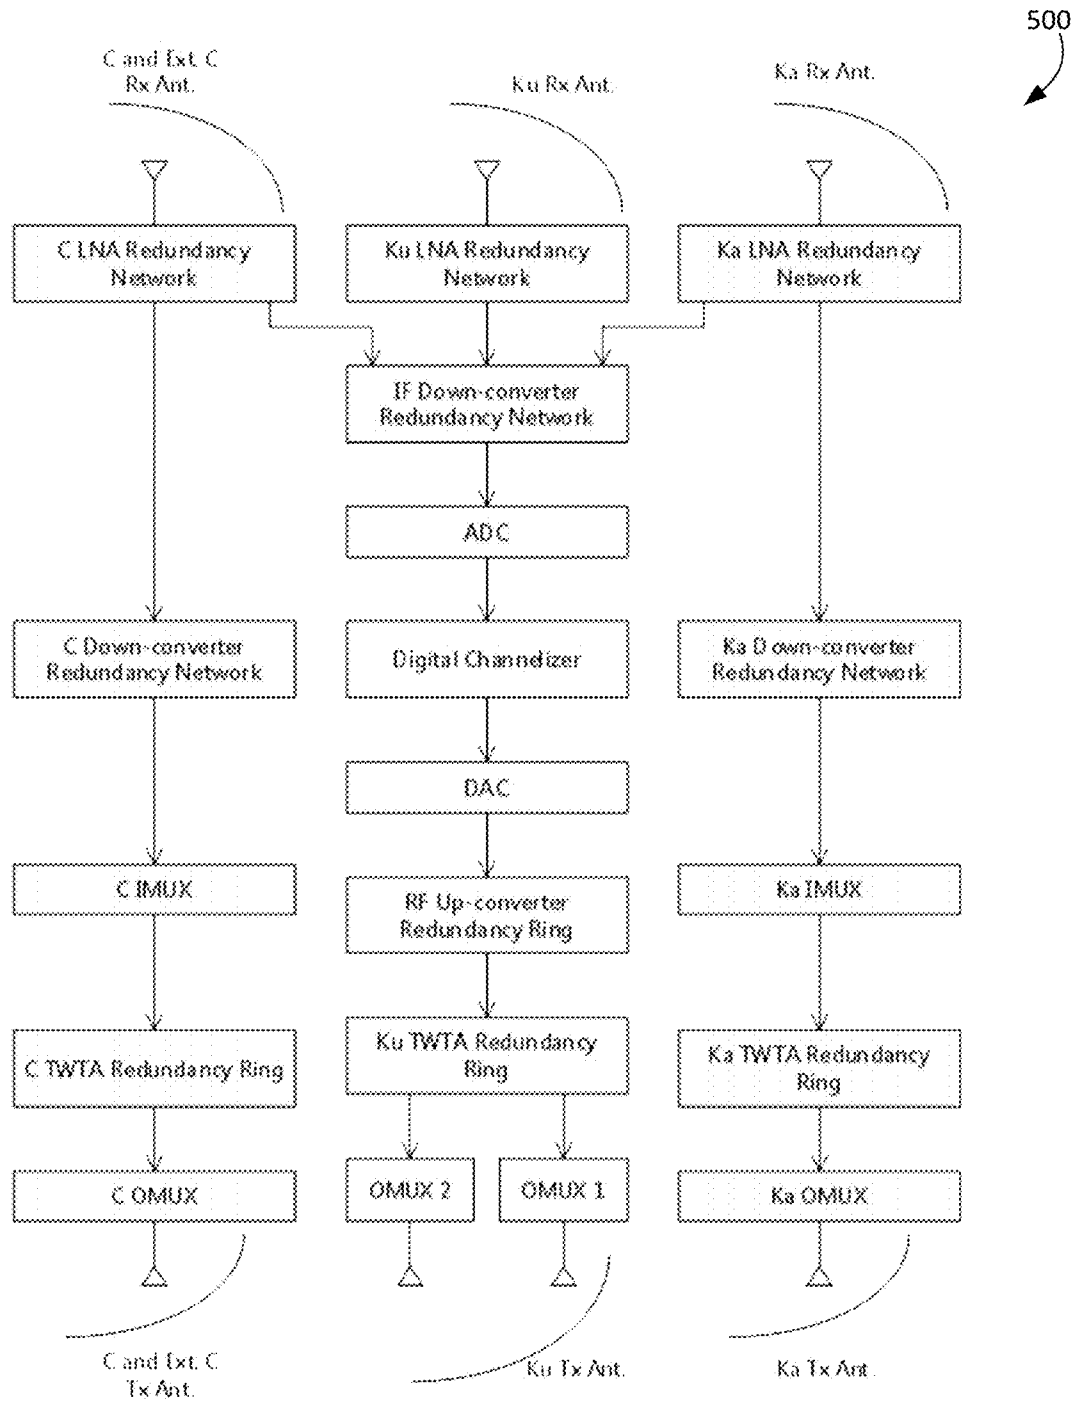 500
C and Ext. C
Rx Ant.
Ku Rx Ant.
Ka Rx Ant.
C LNA Redundancy
Network
Ku LNA Redundancy
Network
Ka LNA Redundancy
Network
IF Down-converter
Redundancy Network
ADC
C Down-converter
Redundancy Network
Digital Channelizer
Ka Down-converter
Redundancy Network
DAC
C IMUX
RF Up-converter
Redundancy Ring
Ka IMUX
C TWTA Redundancy Ring
Ku TWTA Redundancy
Ring
Ka TWTA Redundancy
Ring
C OMUX
OMUX 2
OMUX 1
Ka OMUX
C and Ext. C
Tx Ant.
Ku Tx Ant.
Ka Tx Ant.